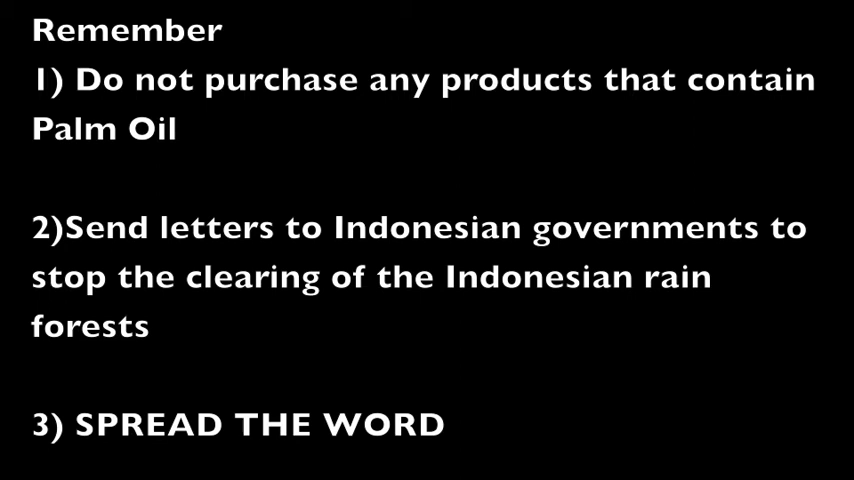 Remember
1) Do not purchase any products that contain
Palm Oil
2)Send letters to Indonesian governments to
stop the clearing of the Indonesian rain
forests
3) SPREAD THE WORD